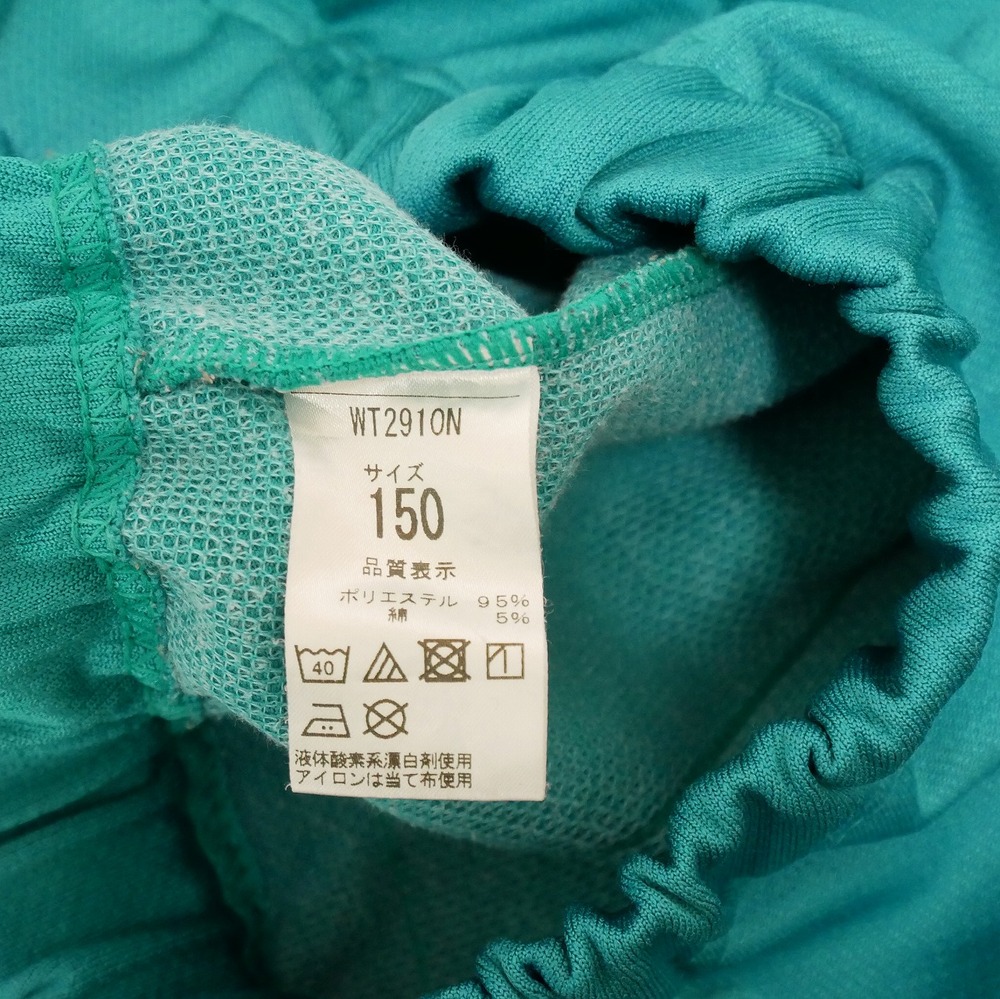 WT2910N
サイズ
150
品質表示
ポリエステル 95%
綿 5%
40
液体酸素系漂白剤使用
アイロンは当て布使用